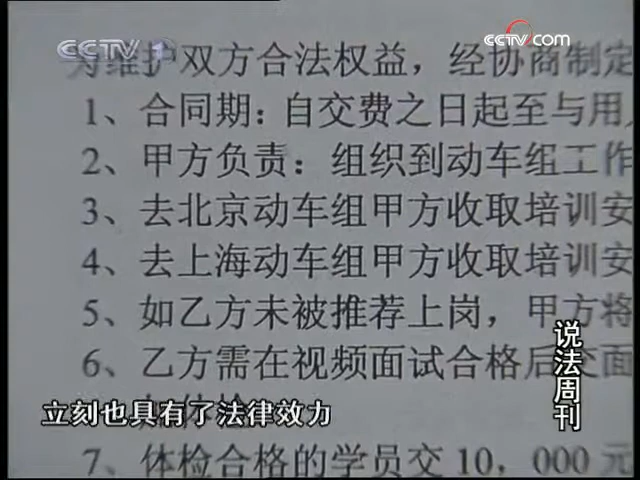 CCTV 1
CCTV.com
为维护双方合法权益，经协商制定
1、合同期：自交费之日起至与用
2、甲方负责：组织到动车组工作
3、去北京动车组甲方收取培训安
4、去上海动车组甲方收取培训安
5、如乙方未被推荐上岗，甲方将
6、乙方需在视频面试合格后交面
7、体检合格的学员交10，000元
说法周刊
立刻也具有了法律效力